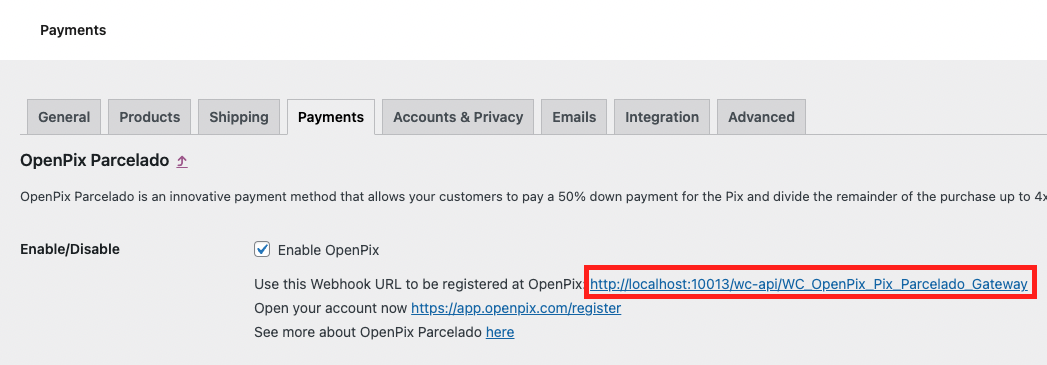 Payments
General Products Shipping Payments Accounts & Privacy Emails Integration Advanced
OpenPix Parcelado
OpenPix Parcelado is an innovative payment method that allows your customers to pay a 50% down payment for the Pix and divide the remainder of the purchase up to 4x
Enable/Disable Enable OpenPix
Use this Webhook URL to be registered at OpenPix: http://localhost:10013/wc-api/WC_OpenPix_Pix_Parcelado_Gateway
Open your account now https://app.openpix.com/register
See more about OpenPix Parcelado here